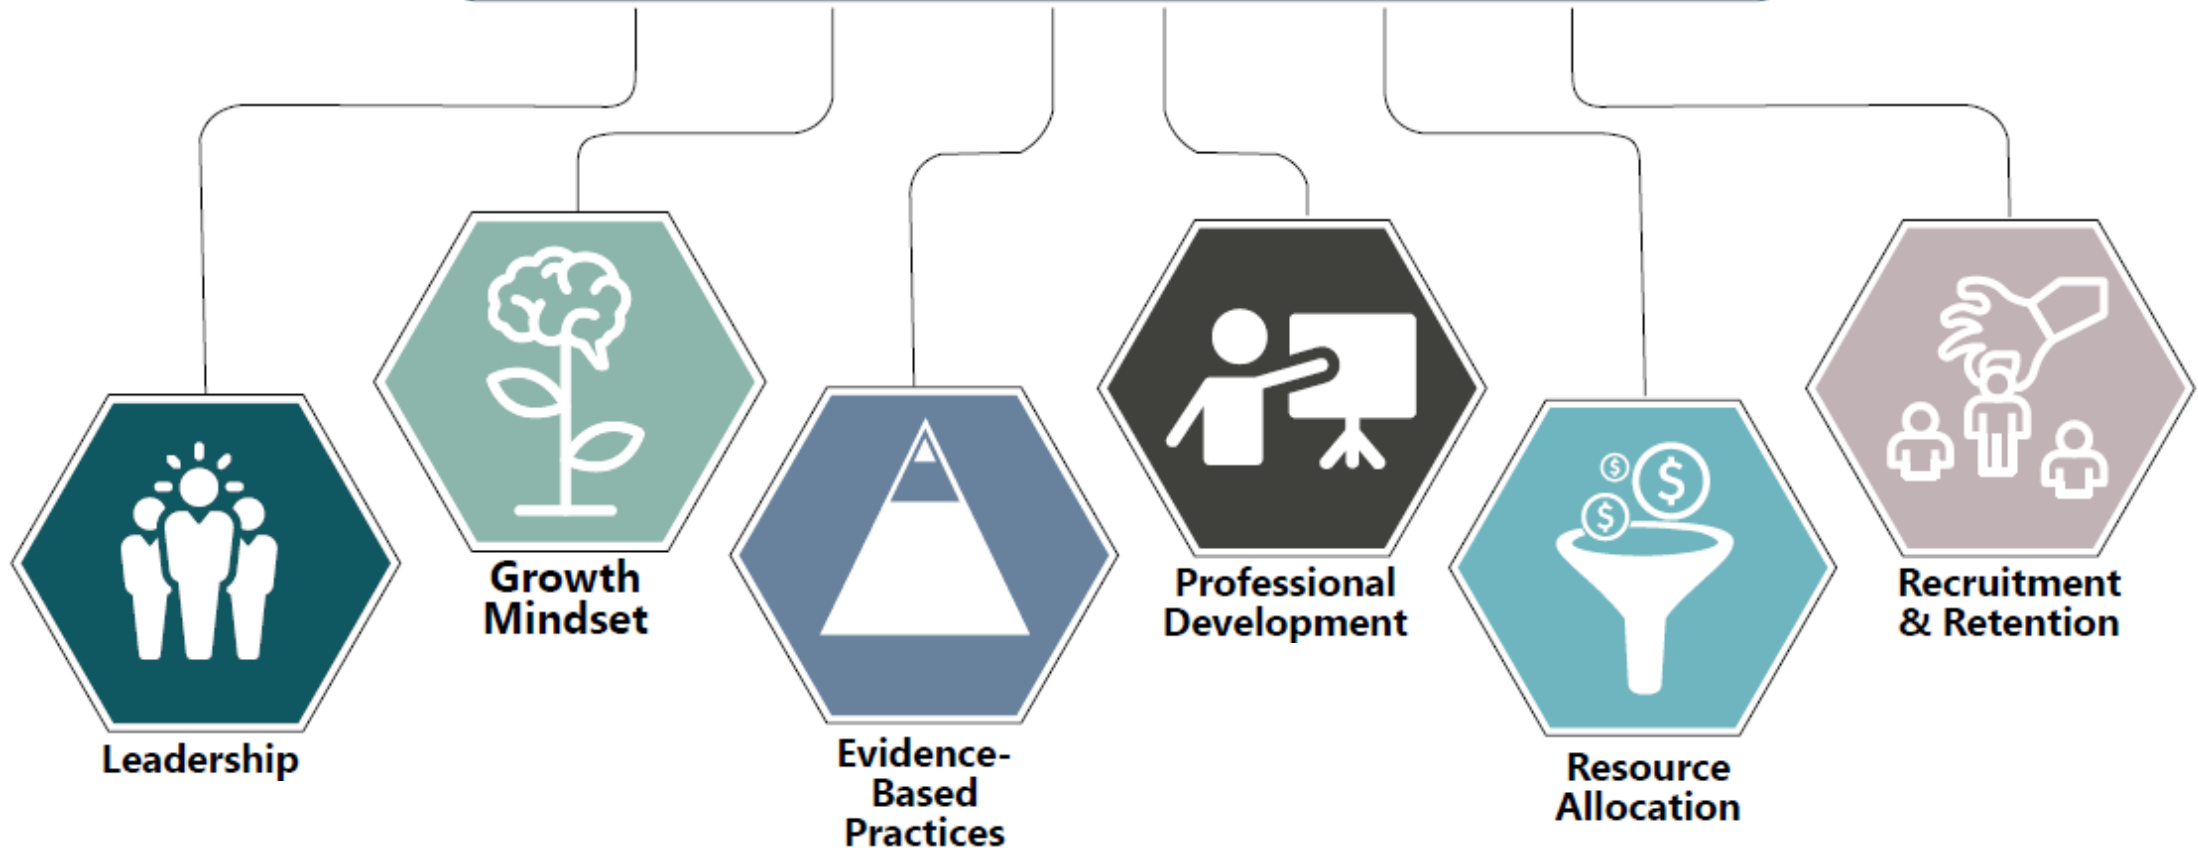 Leadership
Growth
Mindset
Evidence-
Based
Practices
Professional
Development
$
$
$
Resource
Allocation
Recruitment
& Retention